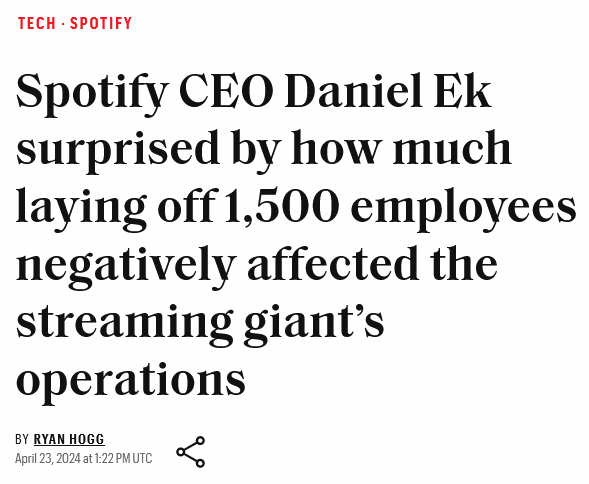 TECH · SPOTIFY
Spotify CEO Daniel Ek
surprised by how much
laying off 1,500 employees
negatively affected the
streaming giant’s
operations
BY RYAN HOGG
April 23, 2024 at 1:22 PM UTC